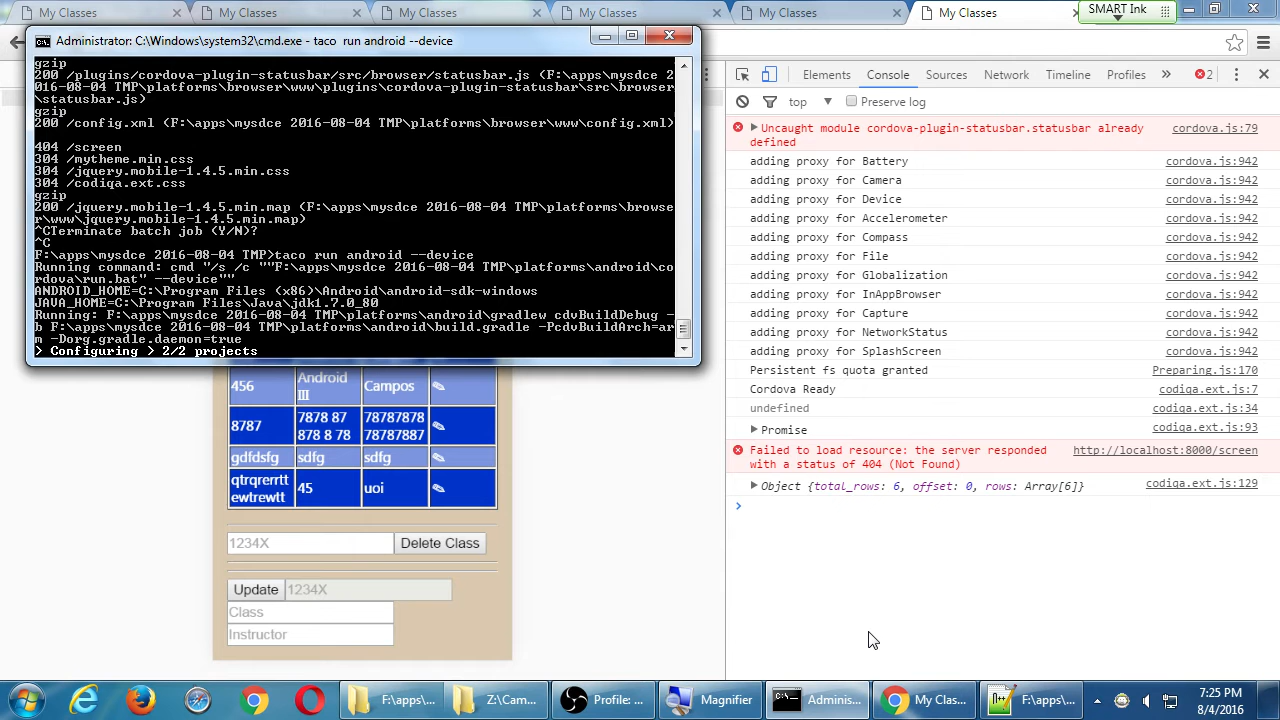 My Classes
My Classes
My Classes
My Classes
My Classes
My Classes
SMART Ink
Administrator: C:\Windows\system32\cmd.exe - taco  run android --device
gzip
200 /plugins/cordova-plugin-statusbar/src/browser/statusbar.js (F:\apps\mysdce 2
016-08-04 TMP\platforms\browser\www\plugins\cordova-plugin-statusbar\src\browser
\statusbar.js)
gzip
200 /config.xml (F:\apps\mysdce 2016-08-04 TMP\platforms\browser\www\config.xml)
404 /screen
304 /mytheme.min.css
304 /jquery.mobile-1.4.5.min.css
304 /codiqa.ext.css
gzip
200 /jquery.mobile-1.4.5.min.map (F:\apps\mysdce 2016-08-04 TMP\platforms\browse
r\www\jquery.mobile-1.4.5.min.map)
^CTerminate batch job (Y/N)?
^C
F:\apps\mysdce 2016-08-04 TMP>taco run android --device
Running command: cmd "/s /c ""F:\apps\mysdce 2016-08-04 TMP\platforms\android\co
rdova\run.bat" --device""
ANDROID_HOME=C:\Program Files (x86)\Android\android-sdk-windows
JAVA_HOME=C:\Program Files\Java\jdk1.7.0_80
Running: F:\apps\mysdce 2016-08-04 TMP\platforms\android\gradlew cdvBuildDebug -
b F:\apps\mysdce 2016-08-04 TMP\platforms\android\build.gradle -PcdvBuildArch=ar
m -Dorg.gradle.daemon=true
> Configuring > 2/2 projects
456 Android III Campos
8787 7878 87 878 8 78 78787878 78787887
gdfdsfg sdfg sdfg
qtrqrerrtt ewtrewtt 45 uoi
1234X Delete Class
Update 1234X
Class
Instructor
Elements Console Sources Network Timeline Profiles » 2
top Preserve log
Uncaught module cordova-plugin-statusbar.statusbar already cordova.js:79
defined
adding proxy for Battery cordova.js:942
adding proxy for Camera cordova.js:942
adding proxy for Device cordova.js:942
adding proxy for Accelerometer cordova.js:942
adding proxy for Compass cordova.js:942
adding proxy for File cordova.js:942
adding proxy for Globalization cordova.js:942
adding proxy for InAppBrowser cordova.js:942
adding proxy for Capture cordova.js:942
adding proxy for NetworkStatus cordova.js:942
adding proxy for SplashScreen cordova.js:942
Persistent fs quota granted Preparing.js:170
Cordova Ready codiqa.ext.js:7
undefined codiqa.ext.js:34
Promise codiqa.ext.js:93
Failed to load resource: the server responded http://localhost:8000/screen
with a status of 404 (Not Found)
Object {total_rows: 6, offset: 0, rows: Array[6]} codiqa.ext.js:129
F:\apps\... Z:\Cam... Profile: ... Magnifier Adminis... My Clas... F:\apps\...
7:25 PM
8/4/2016